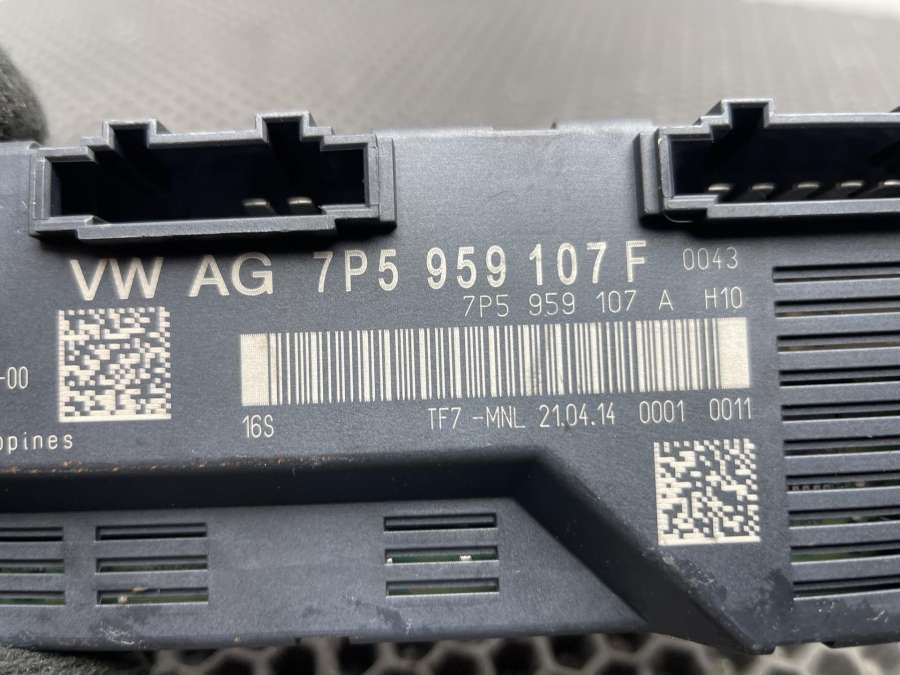 VW AG 7P5 959 107 F 0043
7P5 959 107 A H10
-00
16S TF7 -MNL 21.04.14 0001 0011